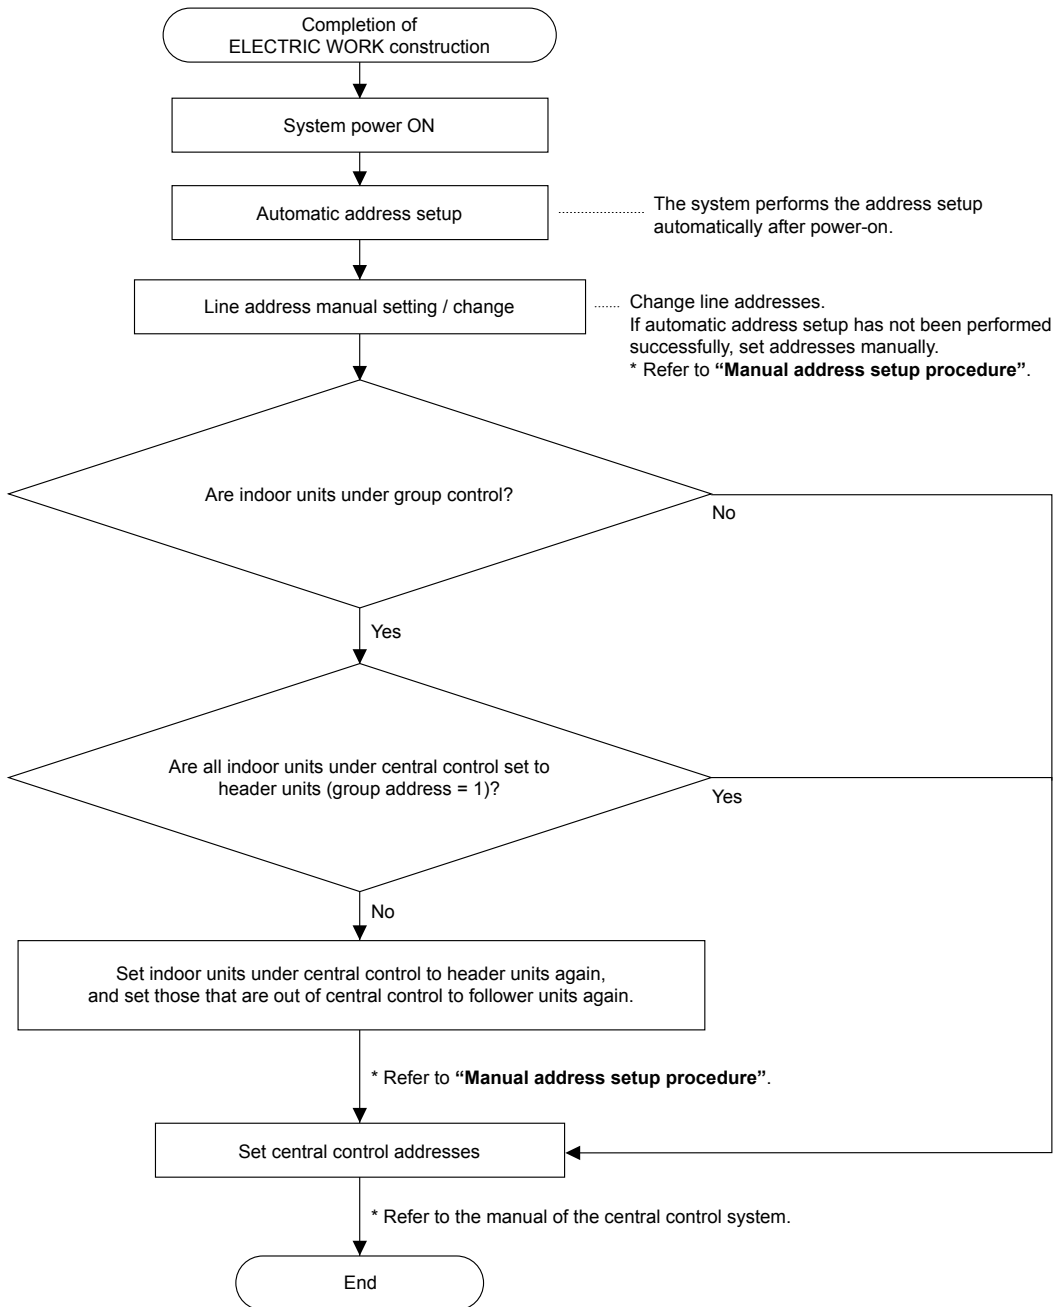 Completion of
ELECTRIC WORK construction
System power ON
Automatic address setup
The system performs the address setup
automatically after power-on.
Line address manual setting / change
Change line addresses.
If automatic address setup has not been performed
successfully, set addresses manually.
* Refer to “Manual address setup procedure”.
Are indoor units under group control?
No
Yes
Are all indoor units under central control set to
header units (group address = 1)?
Yes
No
Set indoor units under central control to header units again,
and set those that are out of central control to follower units again.
* Refer to “Manual address setup procedure”.
Set central control addresses
* Refer to the manual of the central control system.
End